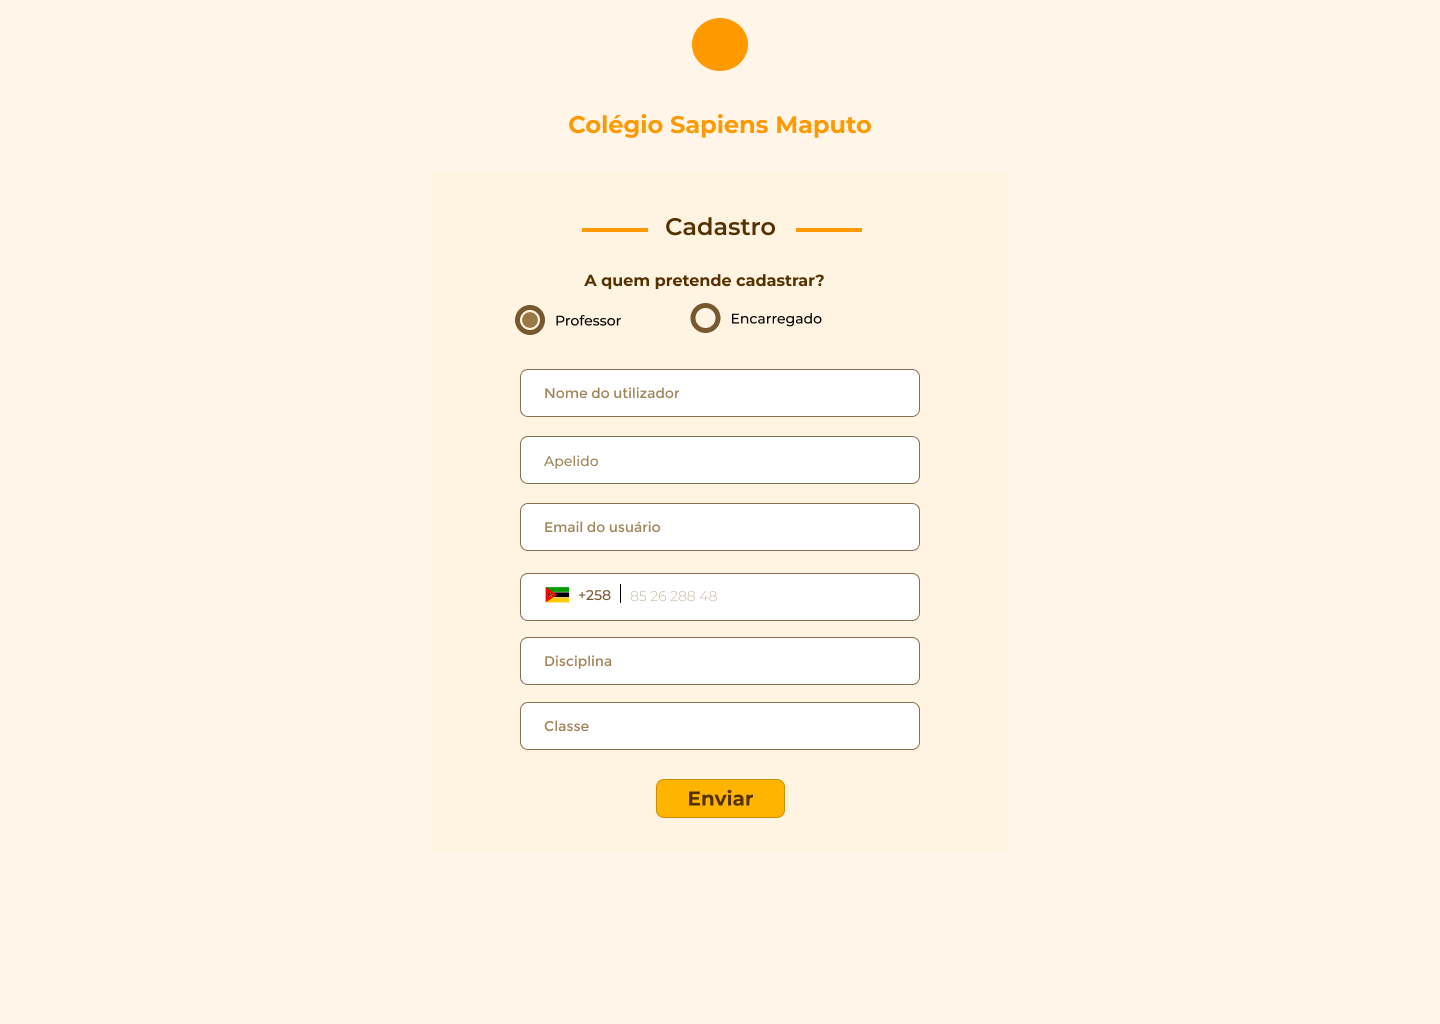 Colégio Sapiens Maputo
Cadastro
A quem pretende cadastrar?
Professor Encarregado
Nome do utilizador
Apelido
Email do usuário
+258 85 26 288 48
Disciplina
Classe
Enviar